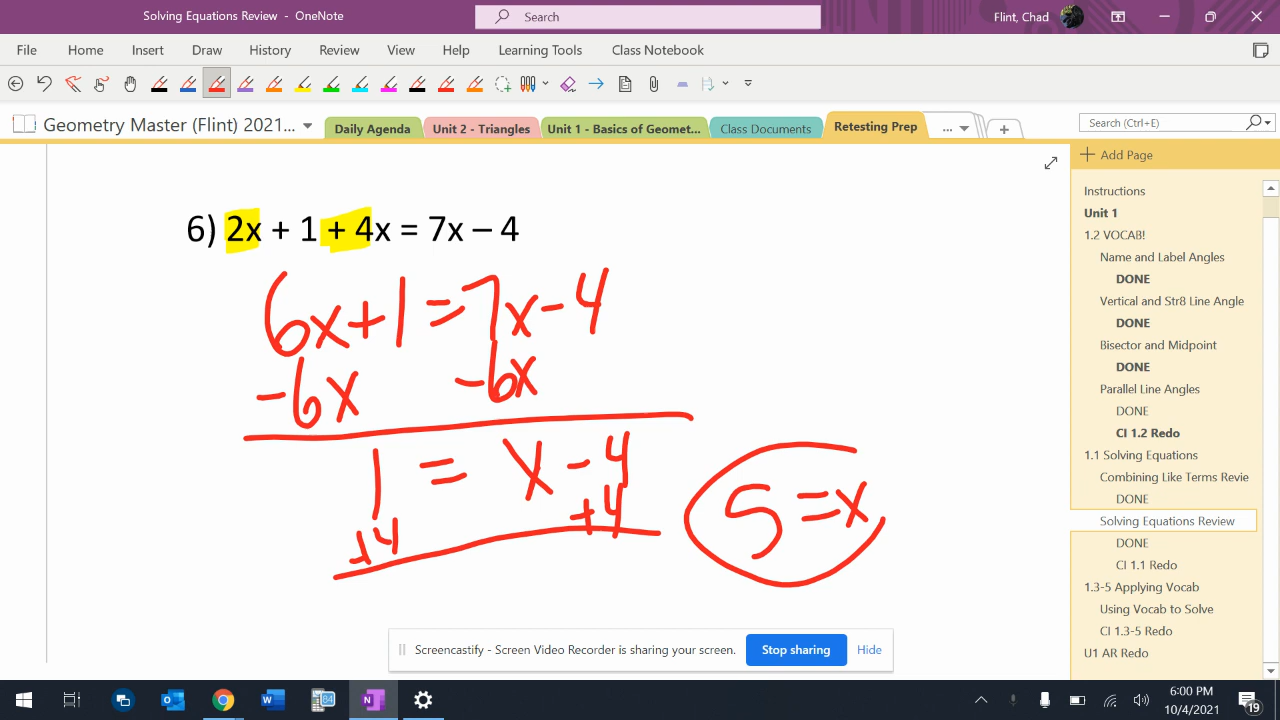 Solving Equations Review - OneNote
Search
Flint, Chad
File Home Insert Draw History Review View Help Learning Tools Class Notebook
Geometry Master (Flint) 2021...
Daily Agenda
Unit 2 - Triangles
Unit 1 - Basics of Geomet...
Class Documents
Retesting Prep
...
Search (Ctrl+E)
Add Page
Instructions
Unit 1
1.2 VOCAB!
Name and Label Angles
DONE
Vertical and Str8 Line Angle
DONE
Bisector and Midpoint
DONE
Parallel Line Angles
DONE
CI 1.2 Redo
1.1 Solving Equations
Combining Like Terms Revie
DONE
Solving Equations Review
DONE
CI 1.1 Redo
1.3-5 Applying Vocab
Using Vocab to Solve
CI 1.3-5 Redo
U1 AR Redo
6) 2x + 1 + 4x = 7x – 4
6x+1=7x-4
-6x -6x
1 = x-4
+4 +4
5=x
Screencastify - Screen Video Recorder is sharing your screen.
Stop sharing
Hide
84
6:00 PM
10/4/2021
19